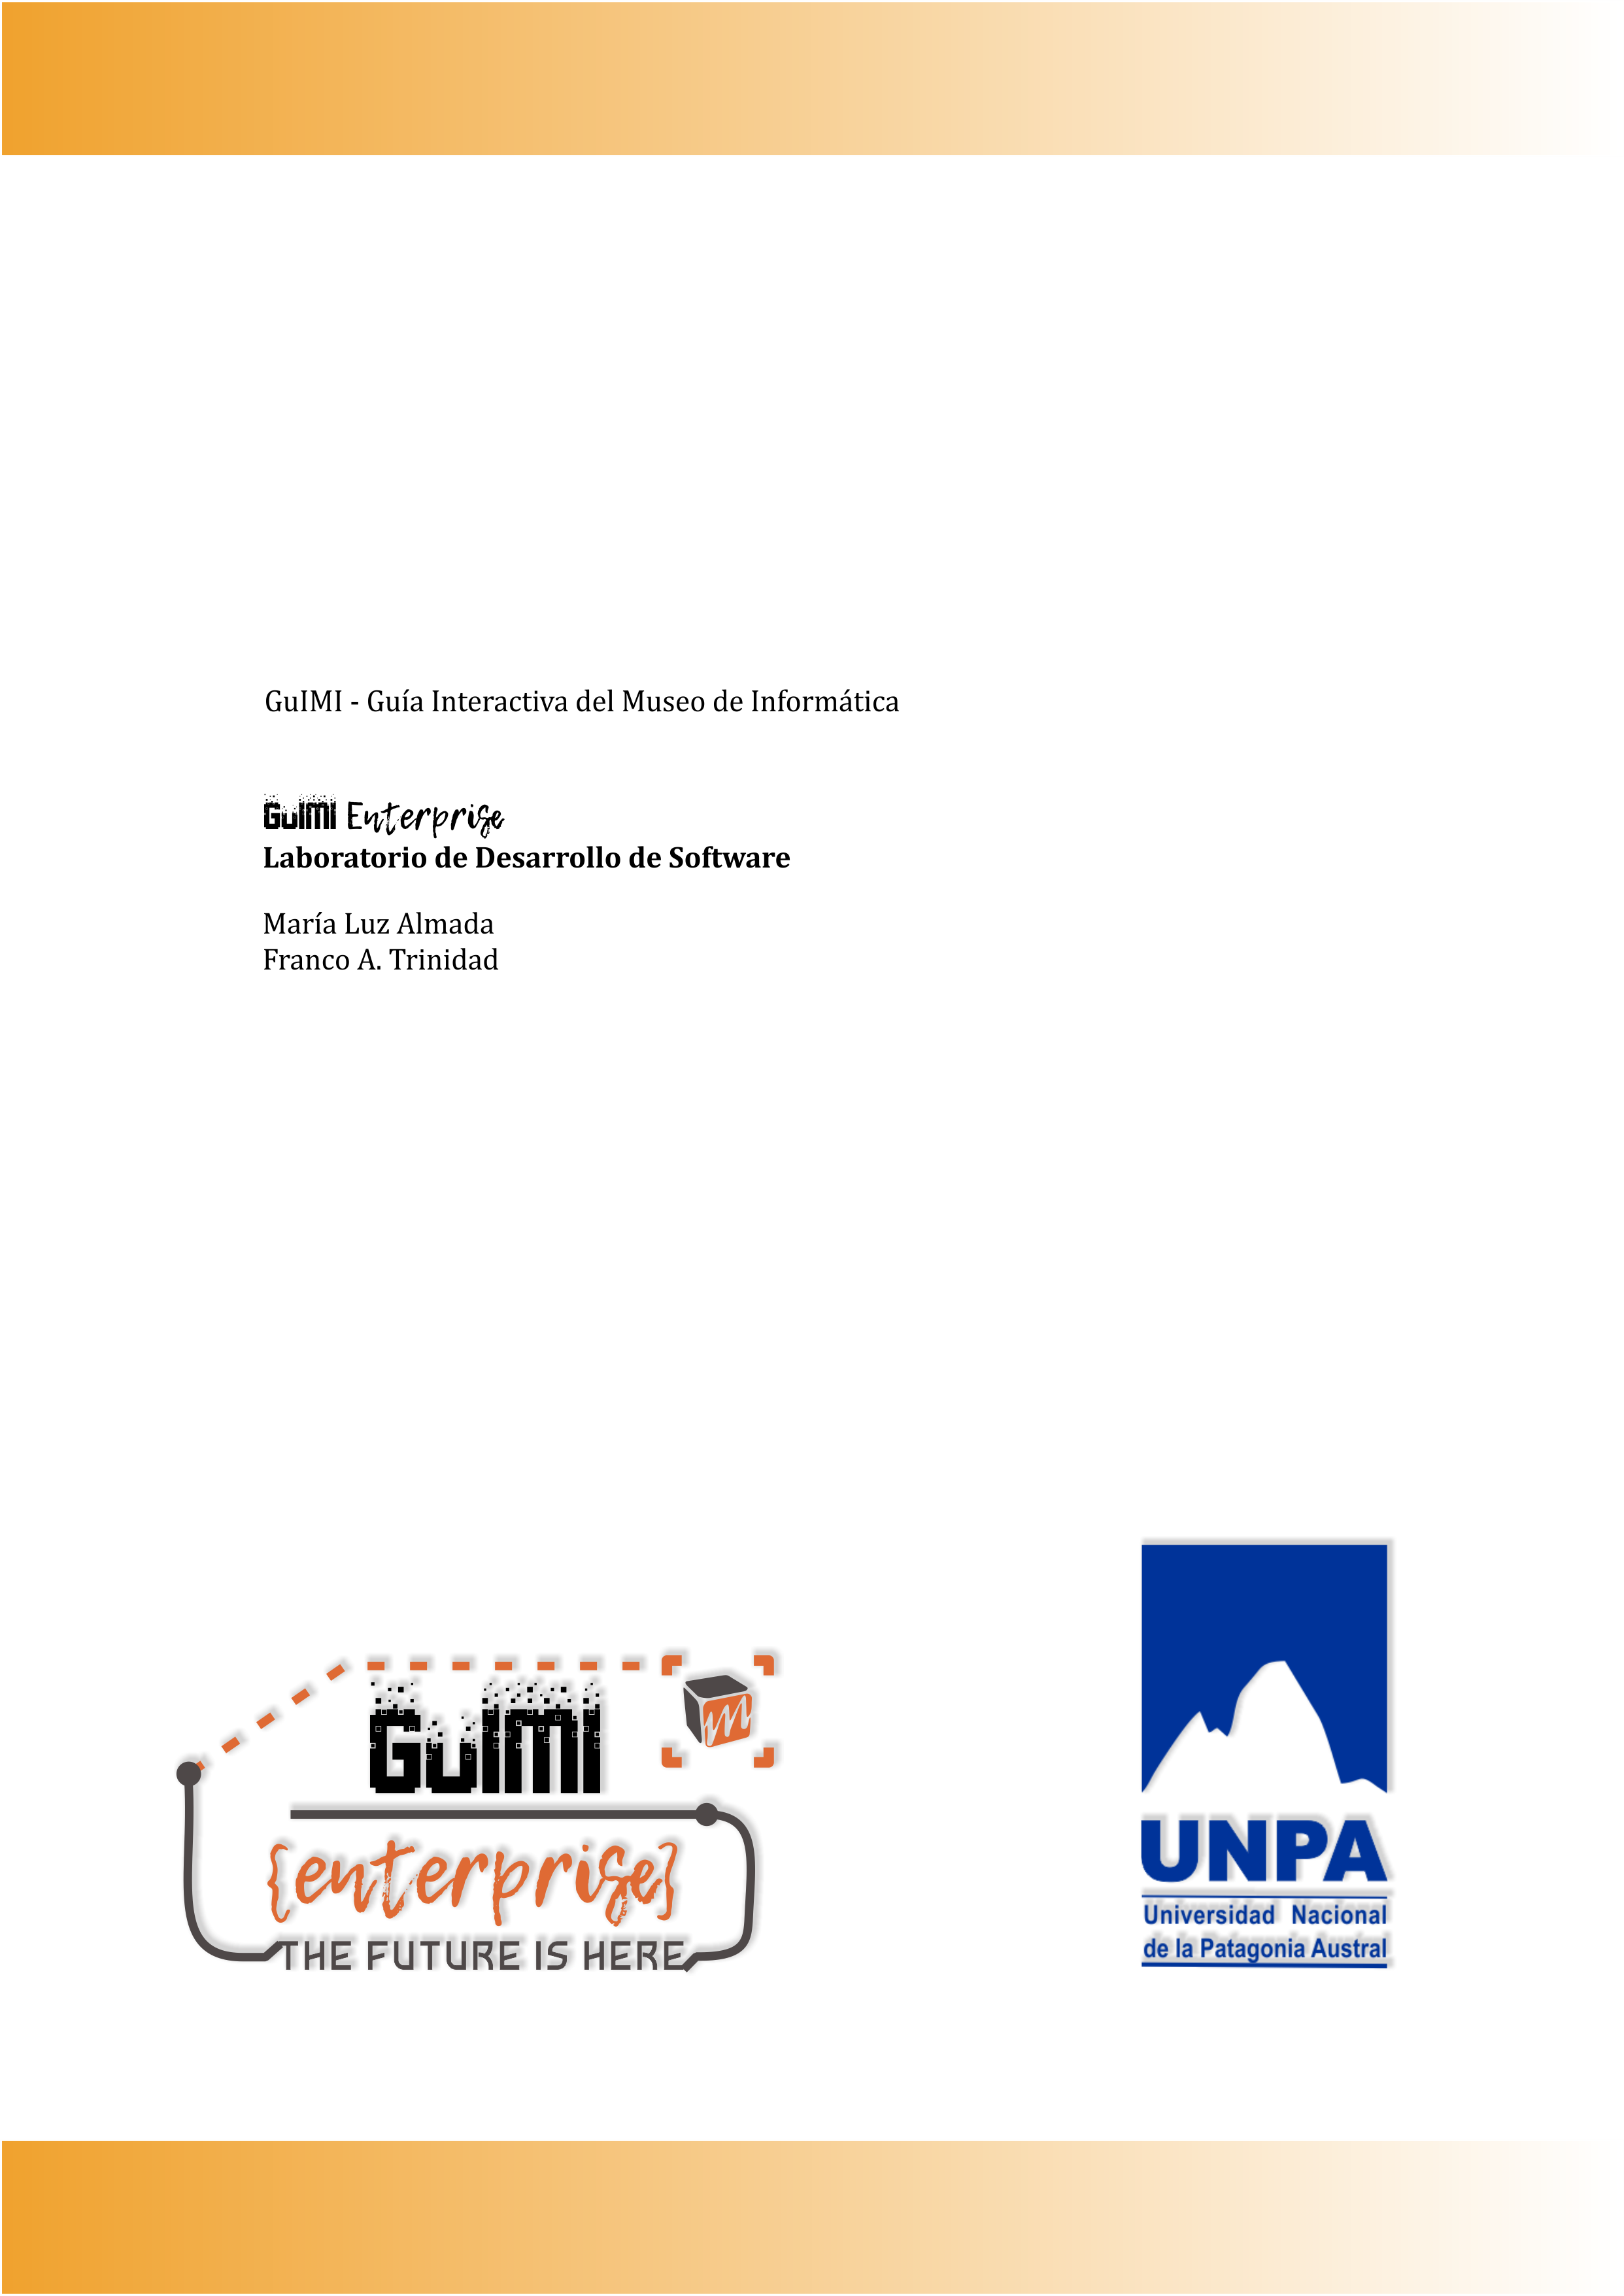 GuIMI - Guía Interactiva del Museo de Informática
GuIMI Enterprise
Laboratorio de Desarrollo de Software
María Luz Almada
Franco A. Trinidad
GuIMI
{enterprise}
THE FUTURE IS HERE
UNPA
Universidad Nacional
de la Patagonia Austral